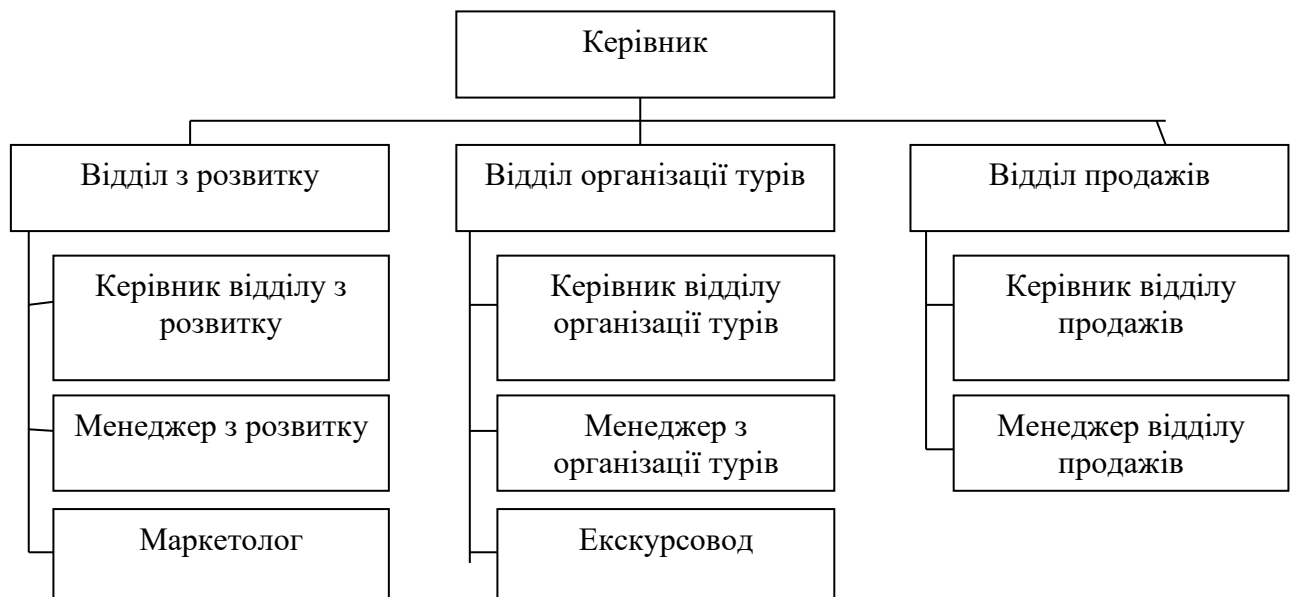 Керівник
Відділ з розвитку
Відділ організації турів
Відділ продажів
Керівник відділу з
розвитку
Керівник відділу
організації турів
Керівник відділу
продажів
Менеджер з розвитку
Менеджер з
організації турів
Менеджер відділу
продажів
Маркетолог
Екскурсовод